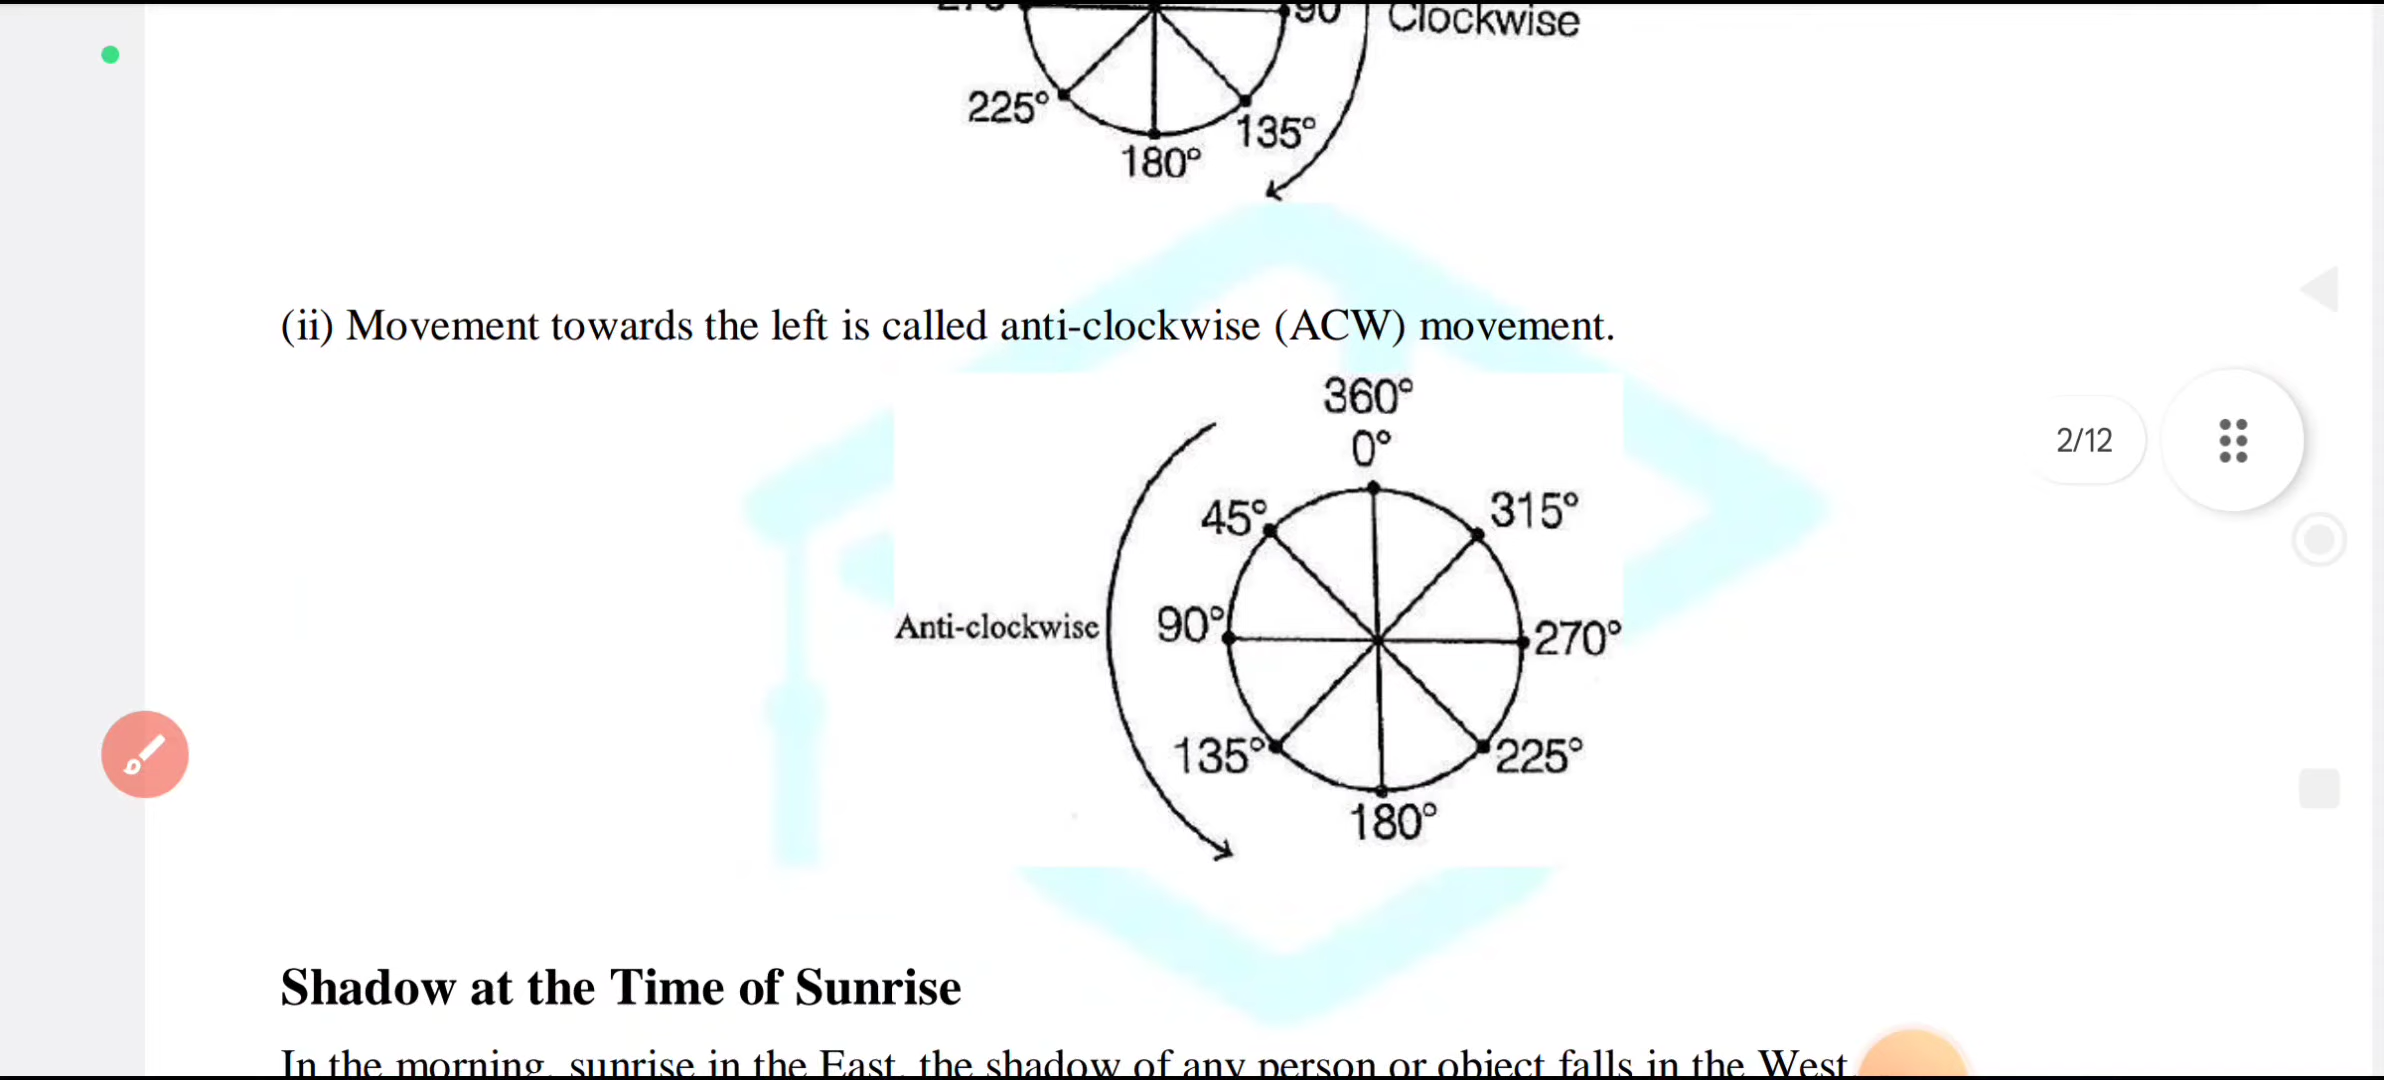 90 Clockwise
225°
135°
180°
(ii) Movement towards the left is called anti-clockwise (ACW) movement.
360°
0°
45° 315°
2/12
Anti-clockwise 90° 270°
135° 225°
180°
Shadow at the Time of Sunrise
In the morning, sunrise in the East, the shadow of any person or object falls in the West